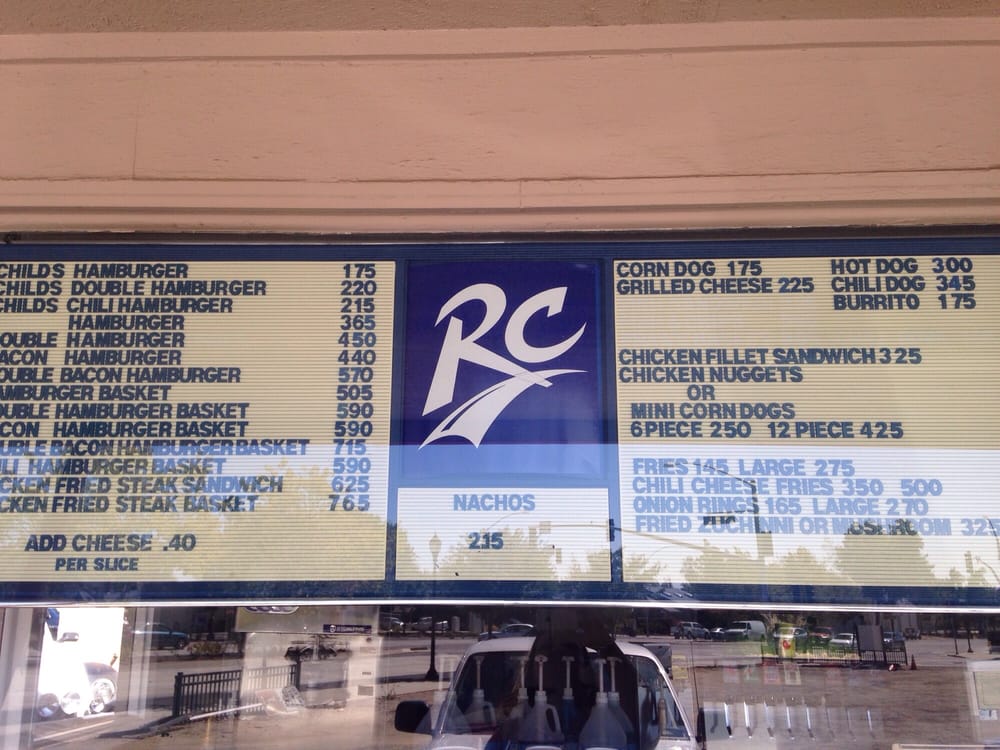 CHILDS HAMBURGER 175
CHILDS DOUBLE HAMBURGER 220
CHILDS CHILI HAMBURGER 215
HAMBURGER 365
OUBLE HAMBURGER 450
ACON HAMBURGER 440
OUBLE BACON HAMBURGER 570
AMBURGER BASKET 505
OUBLE HAMBURGER BASKET 590
CON HAMBURGER BASKET 590
UBLE BACON HAMBURGER BASKET 715
LI HAMBURGER BASKET 590
CKEN FRIED STEAK SANDWICH 625
CKEN FRIED STEAK BASKET 765
ADD CHEESE .40
PER SLICE
RC
NACHOS
215
CORN DOG 175 HOT DOG 300
GRILLED CHEESE 225 CHILI DOG 345
BURRITO 175
CHICKEN FILLET SANDWICH 325
CHICKEN NUGGETS
OR
MINI CORN DOGS
6 PIECE 250 12 PIECE 425
FRIES 145 LARGE 275
CHILI CHEESE FRIES 350 500
ONION RINGS 165 LARGE 270
FRIED ZUCHINNI OR MUSHROOM 325